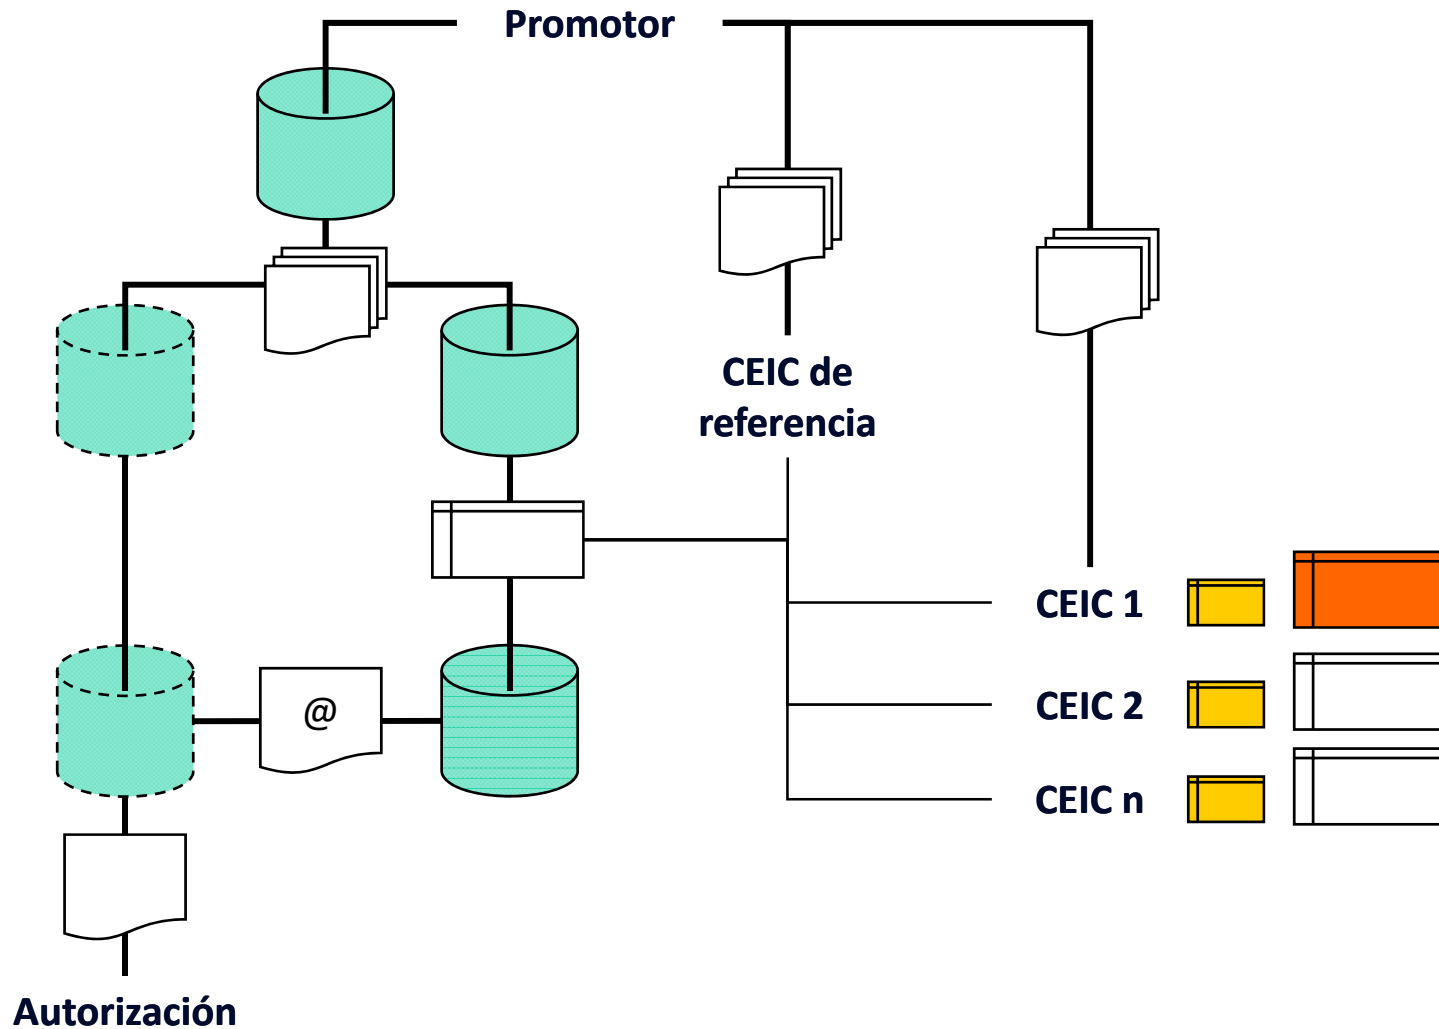 Promotor
CEIC de
referencia
CEIC 1
CEIC 2
@
CEIC n
Autorización